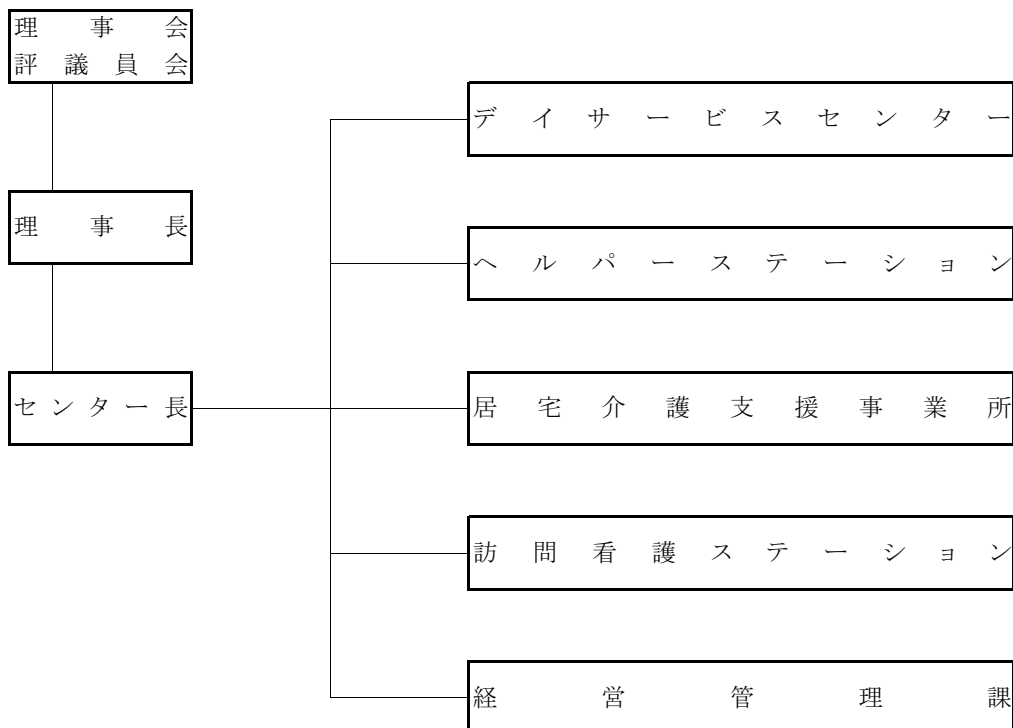 理事会
評議員会
デイサービスセンター
理事長
ヘルパーステーション
センター長
居宅介護支援事業所
訪問看護ステーション
経営管理課